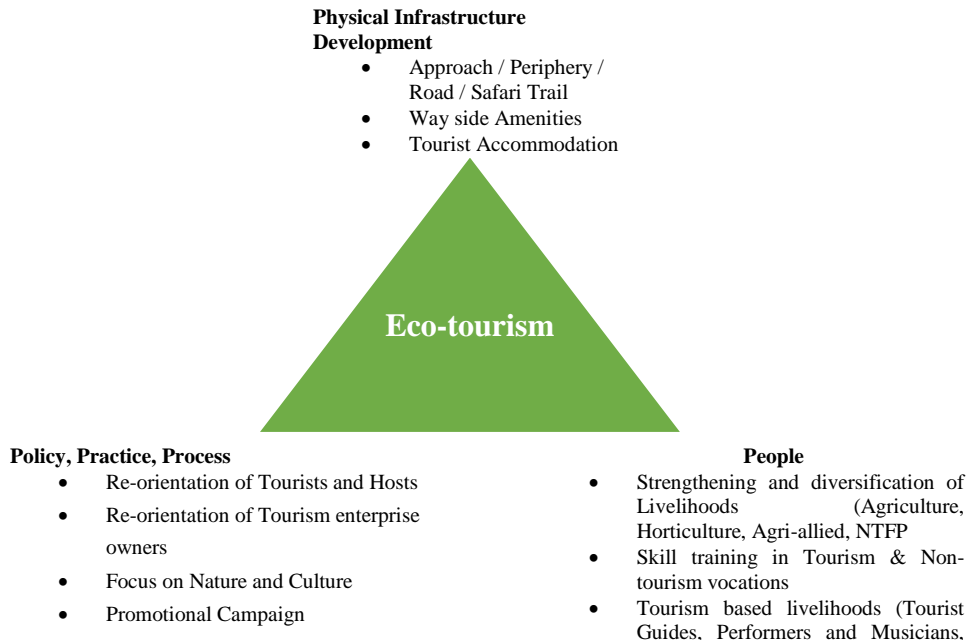 Physical Infrastructure
Development
• Approach / Periphery /
Road / Safari Trail
• Way side Amenities
• Tourist Accommodation
Eco-tourism
Policy, Practice, Process
• Re-orientation of Tourists and Hosts
• Re-orientation of Tourism enterprise
owners
• Focus on Nature and Culture
• Promotional Campaign
People
• Strengthening and diversification of
Livelihoods (Agriculture,
Horticulture, Agri-allied, NTFP
• Skill training in Tourism & Non-
tourism vocations
• Tourism based livelihoods (Tourist
Guides, Performers and Musicians,